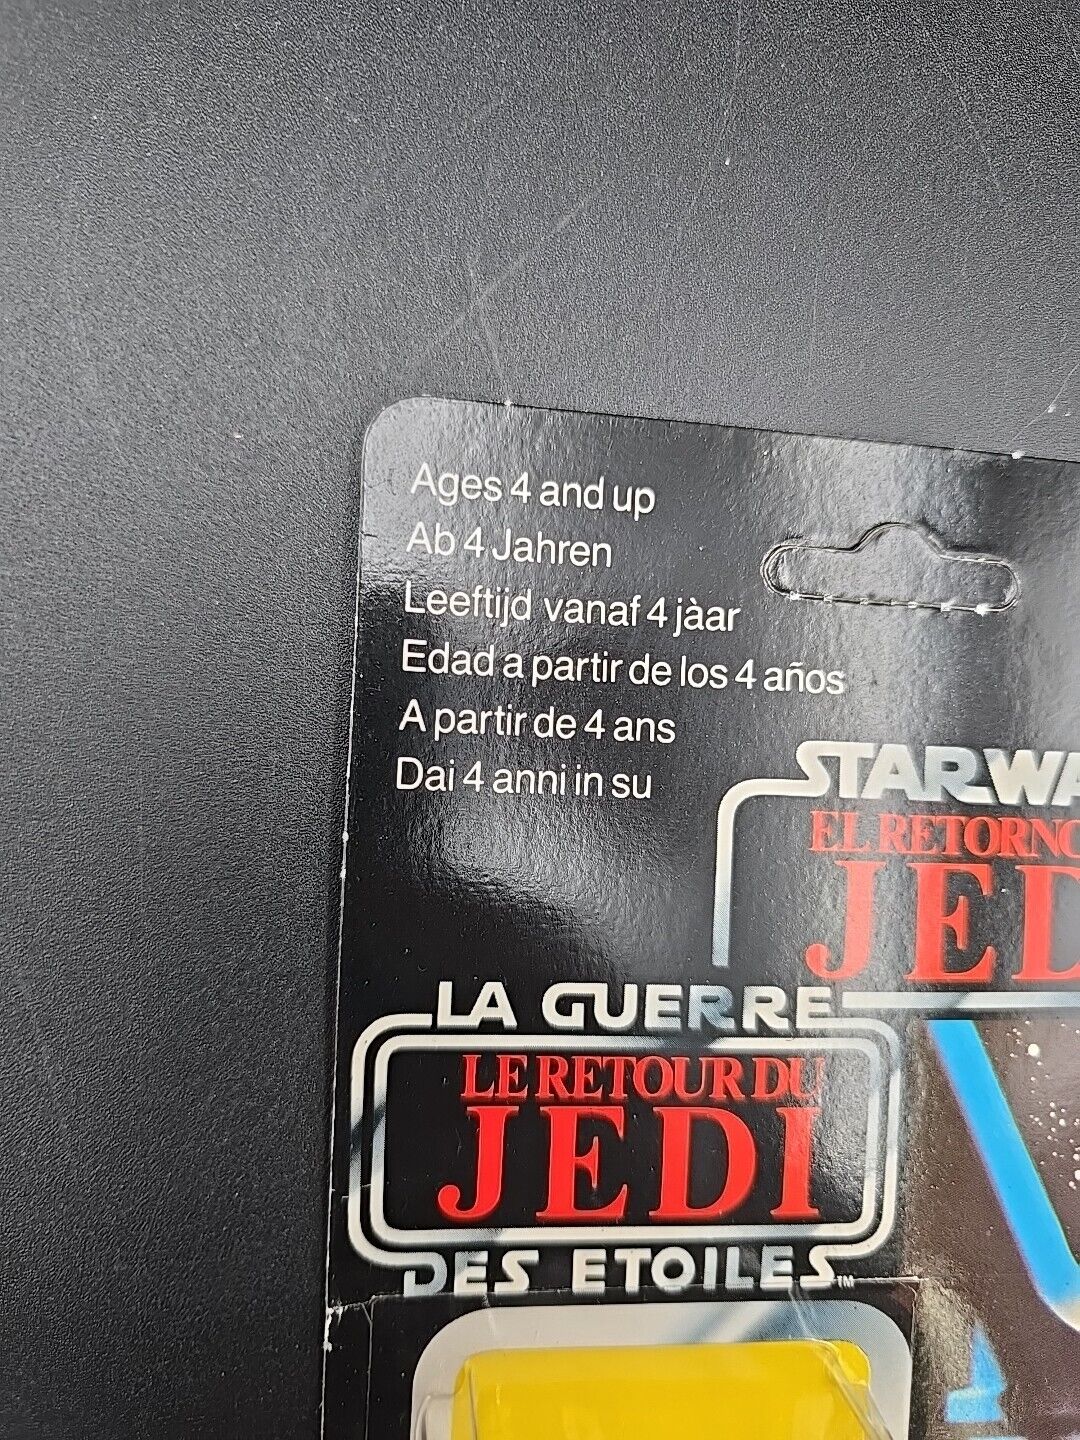 Ages 4 and up
Ab 4 Jahren
Leeftijd vanaf 4 jàar
Edad a partir de los 4 años
A partir de 4 ans
Dai 4 anni in su
STAR WA
EL RETORNO
JED
LA GUERRE
LE RETOUR DU
JEDI
DES ETOILES™